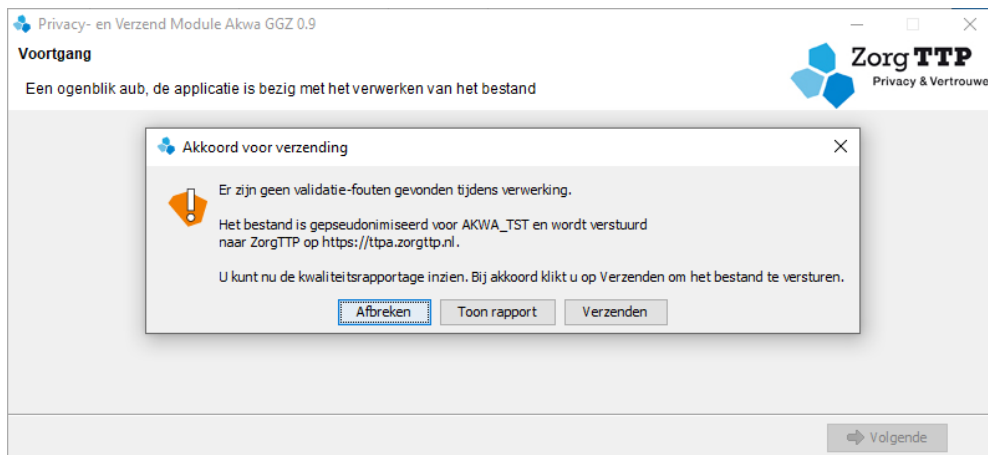 Privacy- en Verzend Module Akwa GGZ 0.9
Voortgang
Een ogenblik aub, de applicatie is bezig met het verwerken van het bestand
Zorg TTP
Privacy & Vertrouwe
Akkoord voor verzending
Er zijn geen validatie-fouten gevonden tijdens verwerking.
Het bestand is gepseudonimiseerd voor AKWA_TST en wordt verstuurd
naar ZorgTTP op https://ttpa.zorgttp.nl.
U kunt nu de kwaliteitsrapportage inzien. Bij akkoord klikt u op Verzenden om het bestand te versturen.
Afbreken Toon rapport Verzenden
Volgende